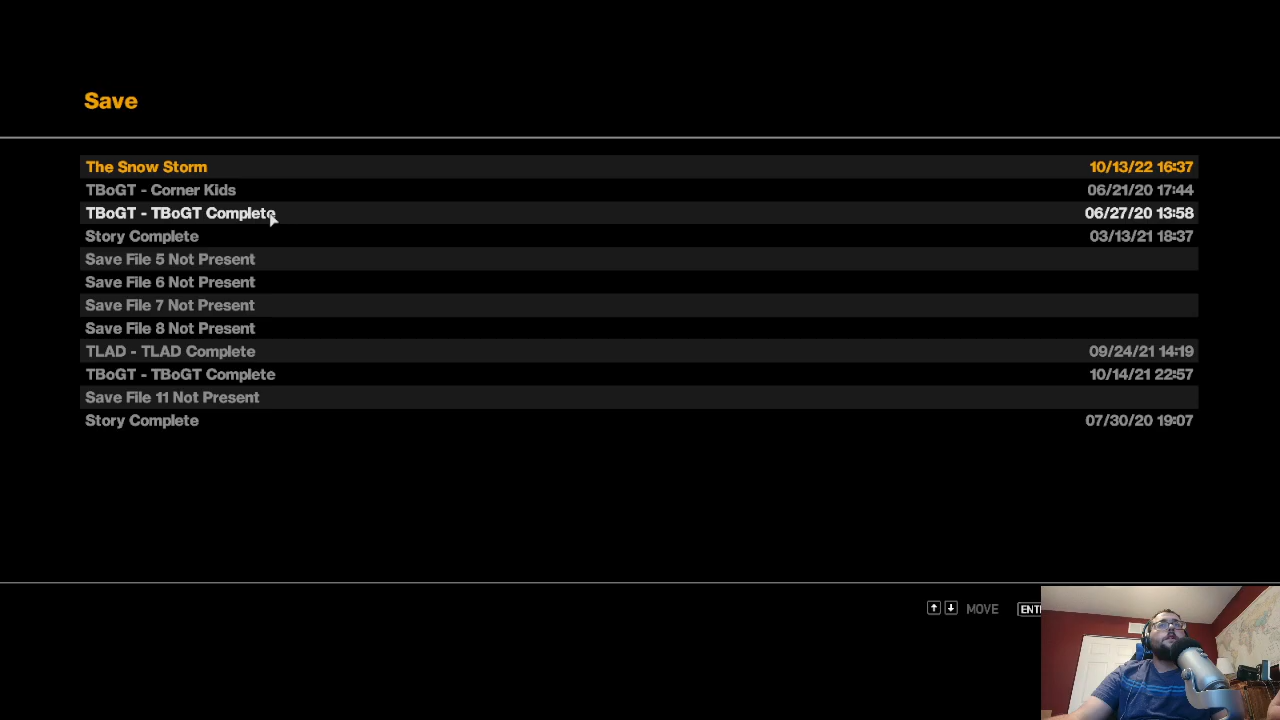 Save
The Snow Storm 10/13/22 16:37
TBoGT - Corner Kids 06/21/20 17:44
TBoGT - TBoGT Complete 06/27/20 13:58
Story Complete 03/13/21 18:37
Save File 5 Not Present
Save File 6 Not Present
Save File 7 Not Present
Save File 8 Not Present
TLAD - TLAD Complete 09/24/21 14:19
TBoGT - TBoGT Complete 10/14/21 22:57
Save File 11 Not Present
Story Complete 07/30/20 19:07
MOVE